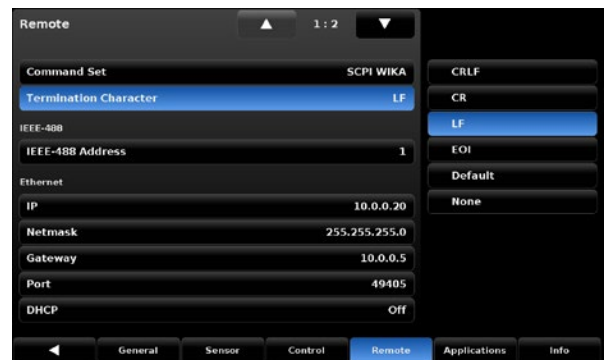 Remote 1:2
Command Set SCPI WIKA
Termination Character LF
IEEE-488
IEEE-488 Address 1
Ethernet
IP 10.0.0.20
Netmask 255.255.255.0
Gateway 10.0.0.5
Port 49405
DHCP Off
CRLF
CR
LF
EOI
Default
None
General Sensor Control Remote Applications Info